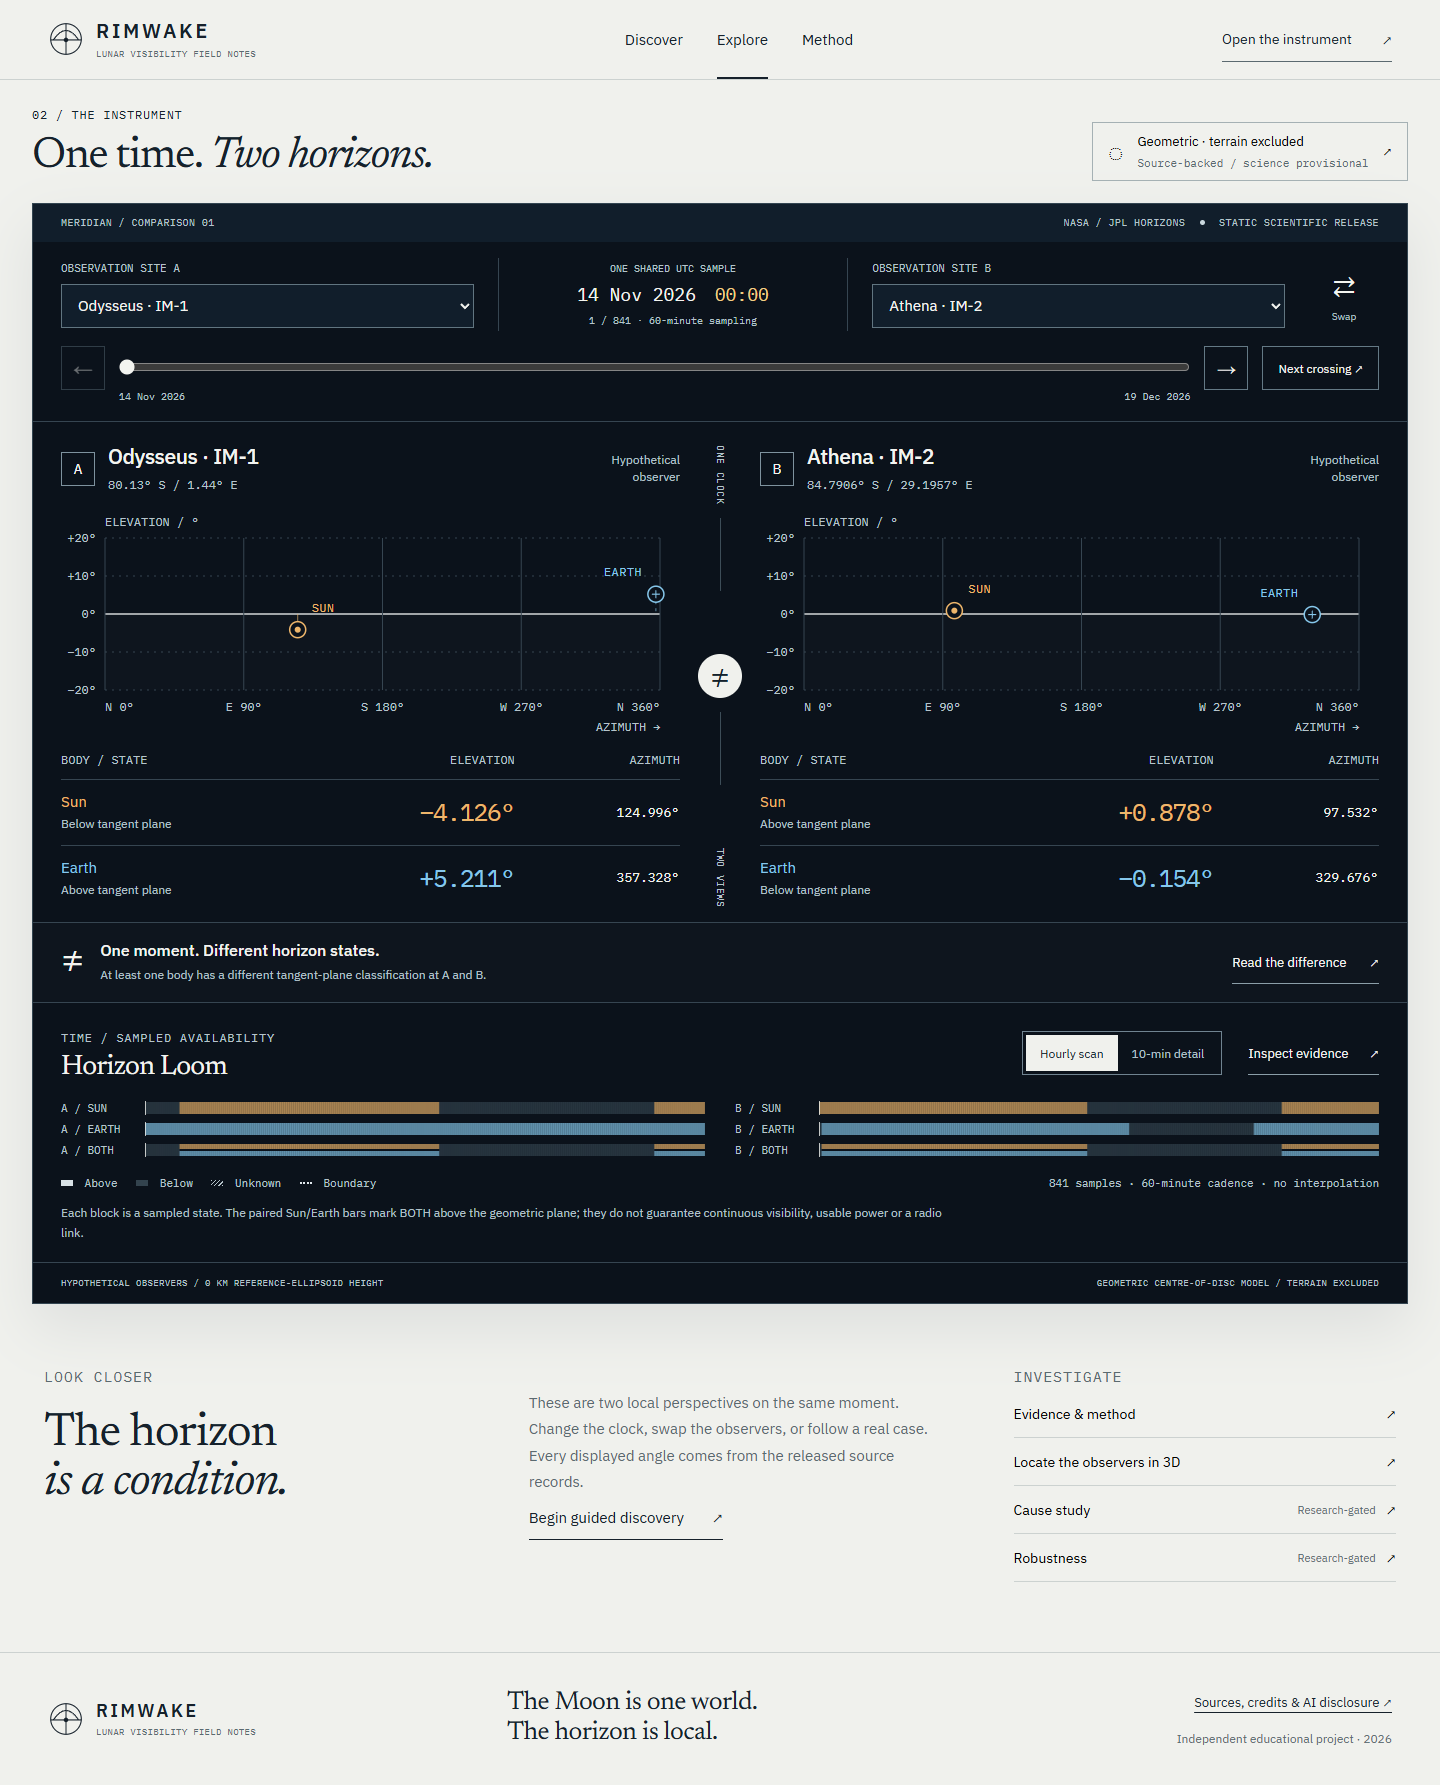 RIMWAKE
LUNAR VISIBILITY FIELD NOTES
Discover
Explore
Method
Open the instrument ↗
02 / THE INSTRUMENT
One time. Two horizons.
Geometric · terrain excluded
Source-backed / science provisional
↗
MERIDIAN / COMPARISON 01
NASA / JPL HORIZONS ● STATIC SCIENTIFIC RELEASE
OBSERVATION SITE A
Odysseus · IM-1
ONE SHARED UTC SAMPLE
14 Nov 2026 00:00
1 / 841 · 60-minute sampling
OBSERVATION SITE B
Athena · IM-2
⇄
Swap
←
14 Nov 2026
19 Dec 2026
→
Next crossing ↗
A
Odysseus · IM-1
80.13° S / 1.44° E
Hypothetical
observer
ELEVATION / °
+20°
+10°
0°
−10°
−20°
EARTH
SUN
N 0°
E 90°
S 180°
W 270°
N 360°
AZIMUTH →
BODY / STATE
ELEVATION
AZIMUTH
Sun
Below tangent plane
−4.126°
124.996°
Earth
Above tangent plane
+5.211°
357.328°
ONE CLOCK
≠
TWO VIEWS
B
Athena · IM-2
84.7906° S / 29.1957° E
Hypothetical
observer
ELEVATION / °
+20°
+10°
0°
−10°
−20°
SUN
EARTH
N 0°
E 90°
S 180°
W 270°
N 360°
AZIMUTH →
BODY / STATE
ELEVATION
AZIMUTH
Sun
Above tangent plane
+0.878°
97.532°
Earth
Below tangent plane
−0.154°
329.676°
≠
One moment. Different horizon states.
At least one body has a different tangent-plane classification at A and B.
Read the difference ↗
TIME / SAMPLED AVAILABILITY
Horizon Loom
Hourly scan
10-min detail
Inspect evidence ↗
A / SUN
A / EARTH
A / BOTH
B / SUN
B / EARTH
B / BOTH
Above
Below
Unknown
Boundary
841 samples · 60-minute cadence · no interpolation
Each block is a sampled state. The paired Sun/Earth bars mark BOTH above the geometric plane; they do not guarantee continuous visibility, usable power or a radio
link.
HYPOTHETICAL OBSERVERS / 0 KM REFERENCE-ELLIPSOID HEIGHT
GEOMETRIC CENTRE-OF-DISC MODEL / TERRAIN EXCLUDED
LOOK CLOSER
The horizon
is a condition.
These are two local perspectives on the same moment.
Change the clock, swap the observers, or follow a real case.
Every displayed angle comes from the released source
records.
Begin guided discovery ↗
INVESTIGATE
Evidence & method ↗
Locate the observers in 3D ↗
Cause study Research-gated ↗
Robustness Research-gated ↗
RIMWAKE
LUNAR VISIBILITY FIELD NOTES
The Moon is one world.
The horizon is local.
Sources, credits & AI disclosure ↗
Independent educational project · 2026